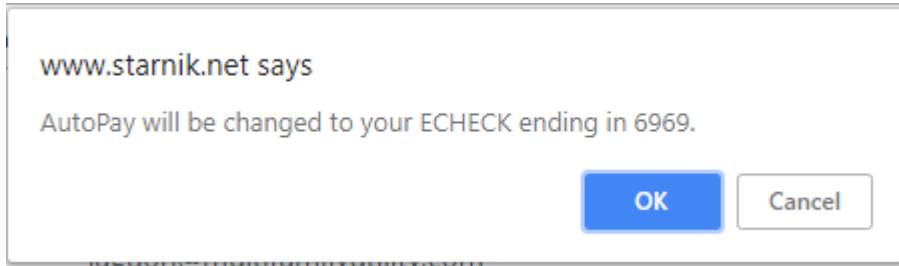 www.starnik.net says
AutoPay will be changed to your ECHECK ending in 6969.
OK Cancel